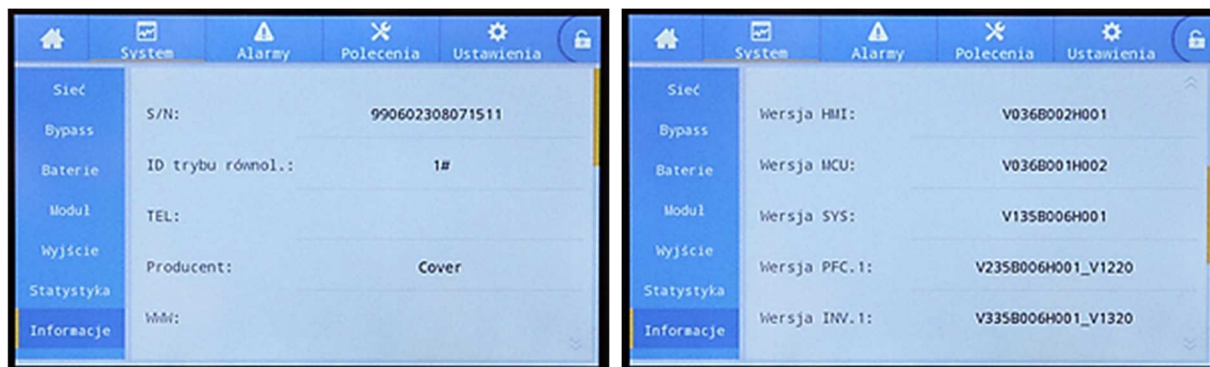 System Alarmy Polecenia Ustawienia
Sieć
Bypass
Baterie
Moduł
Wyjście
Statystyka
Informacje
S/N: 990602308071511
ID trybu równol.: 1#
TEL:
Producent: Cover
WWW:
System Alarmy Polecenia Ustawienia
Sieć
Bypass
Baterie
Moduł
Wyjście
Statystyka
Informacje
Wersja HMI: V036B002H001
Wersja MCU: V036B001H002
Wersja SYS: V135B006H001
Wersja PFC.1: V235B006H001_V1220
Wersja INV.1: V335B006H001_V1320